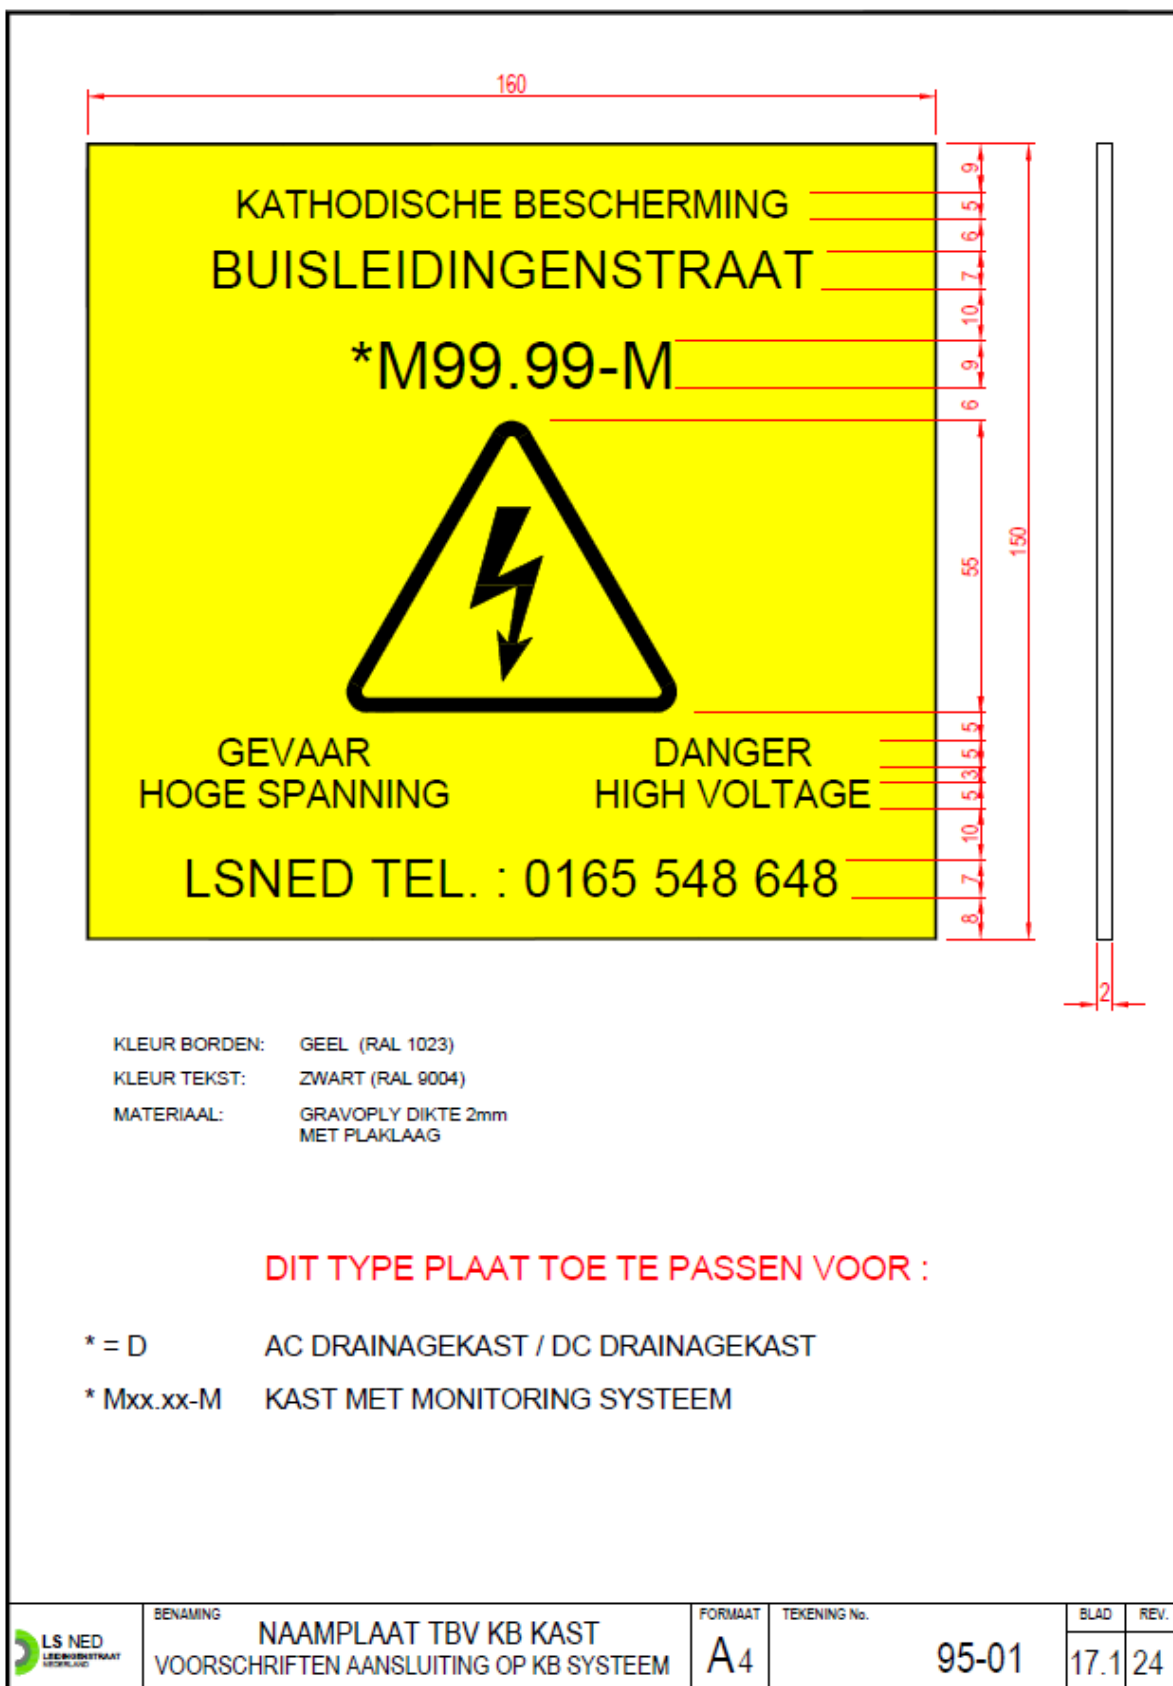 160
KATHODISCHE BESCHERMING
BUISLEIDINGENSTRAAT
*M99.99-M
GEVAAR DANGER
HOGE SPANNING HIGH VOLTAGE
LSNED TEL. : 0165 548 648
9
5
6
7
10
9
6
55
5
5
3
5
10
7
8
150
2
KLEUR BORDEN: GEEL (RAL 1023)
KLEUR TEKST: ZWART (RAL 9004)
MATERIAAL: GRAVOPLY DIKTE 2mm
MET PLAKLAAG
DIT TYPE PLAAT TOE TE PASSEN VOOR :
* = D AC DRAINAGEKAST / DC DRAINAGEKAST
* Mxx.xx-M KAST MET MONITORING SYSTEEM
LS NED
LEIDINGENSTRAAT
NEDERLAND
BENAMING
NAAMPLAAT TBV KB KAST
VOORSCHRIFTEN AANSLUITING OP KB SYSTEEM
FORMAAT
A4
TEKENING No.
95-01
BLAD
17.1
REV.
24